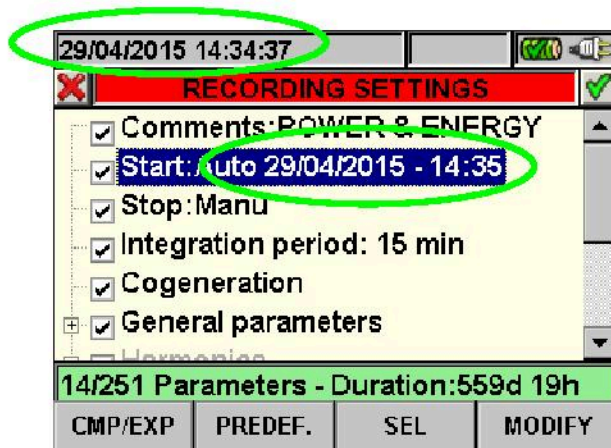 29/04/2015 14:34:37
RECORDING SETTINGS
Comments:POWER & ENERGY
Start:Auto 29/04/2015 - 14:35
Stop:Manu
Integration period: 15 min
Cogeneration
General parameters
Harmonics
14/251 Parameters - Duration:559d 19h
CMP/EXP PREDEF. SEL MODIFY